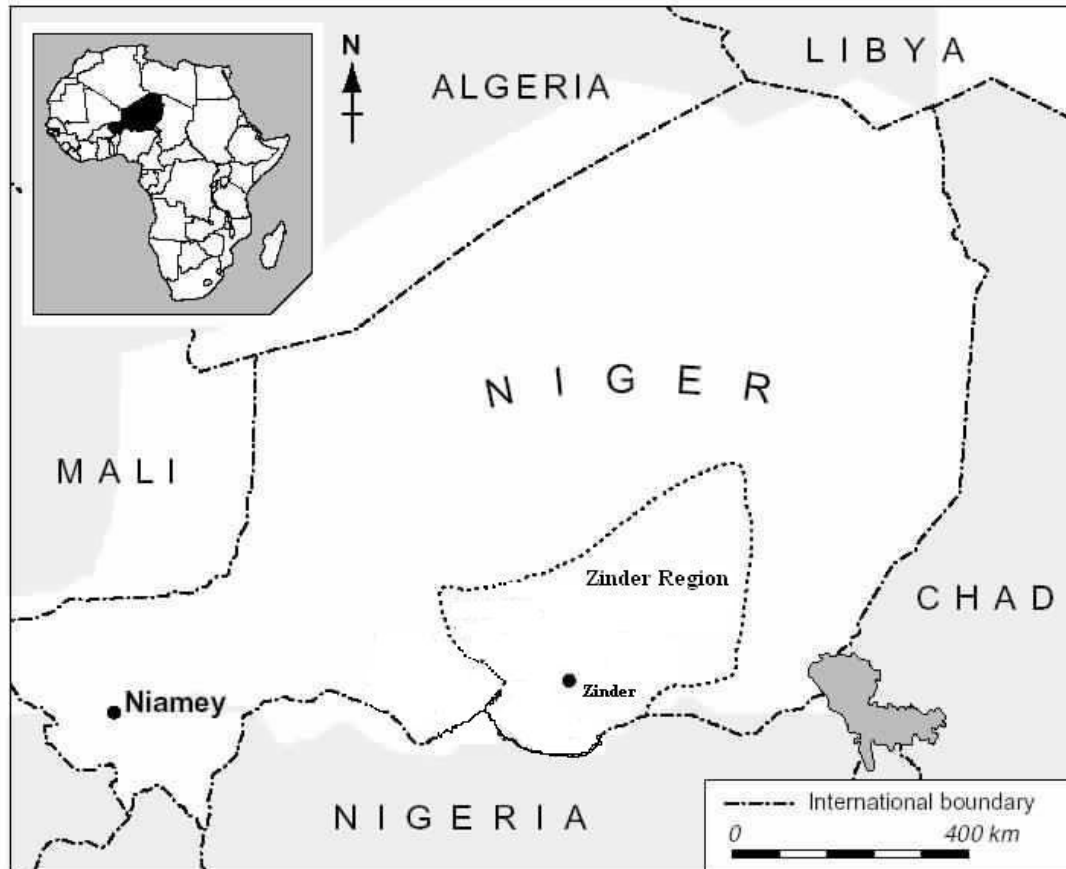 N
ALGERIA
LIBYA
NIGER
MALI
Zinder Region
CHAD
Zinder
Niamey
NIGERIA
International boundary
0 400 km